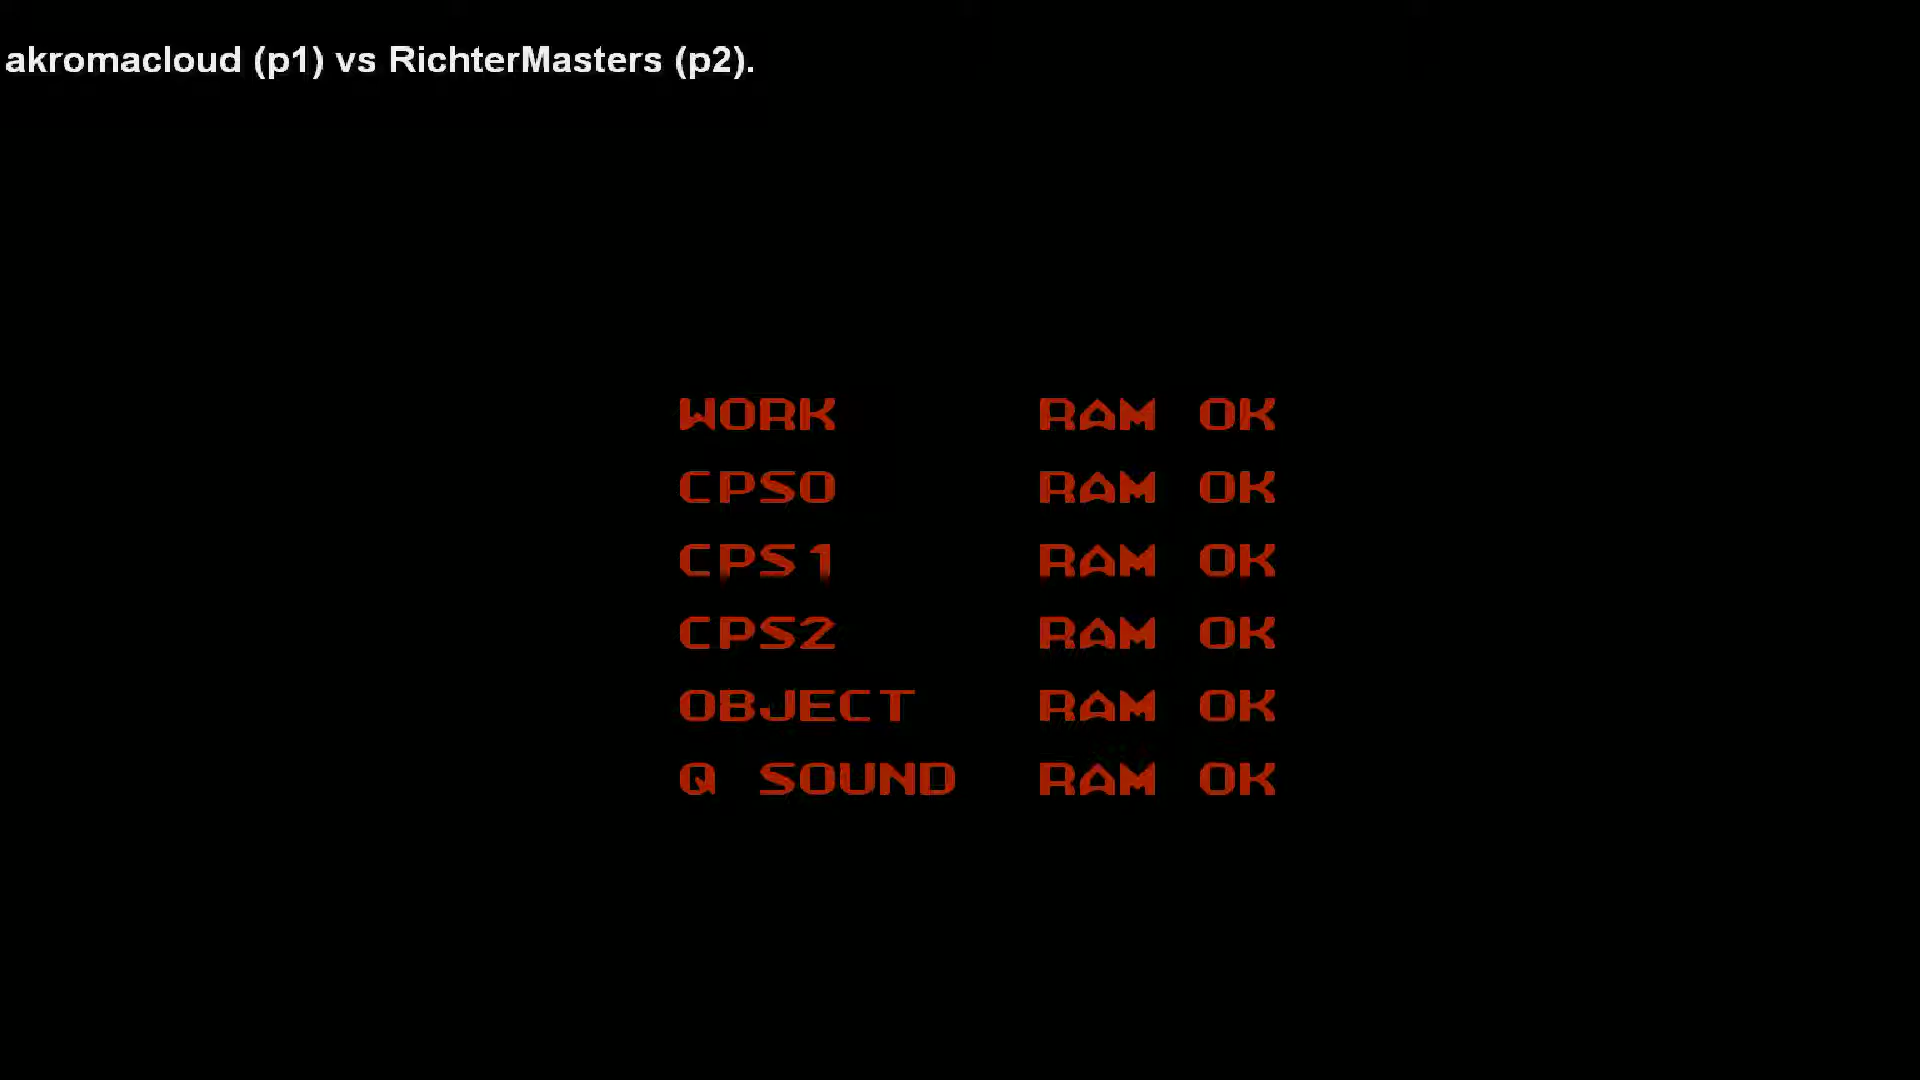 akromacloud (p1) vs RichterMasters (p2).
WORK RAM OK
CPS0 RAM OK
CPS1 RAM OK
CPS2 RAM OK
OBJECT RAM OK
Q SOUND RAM OK